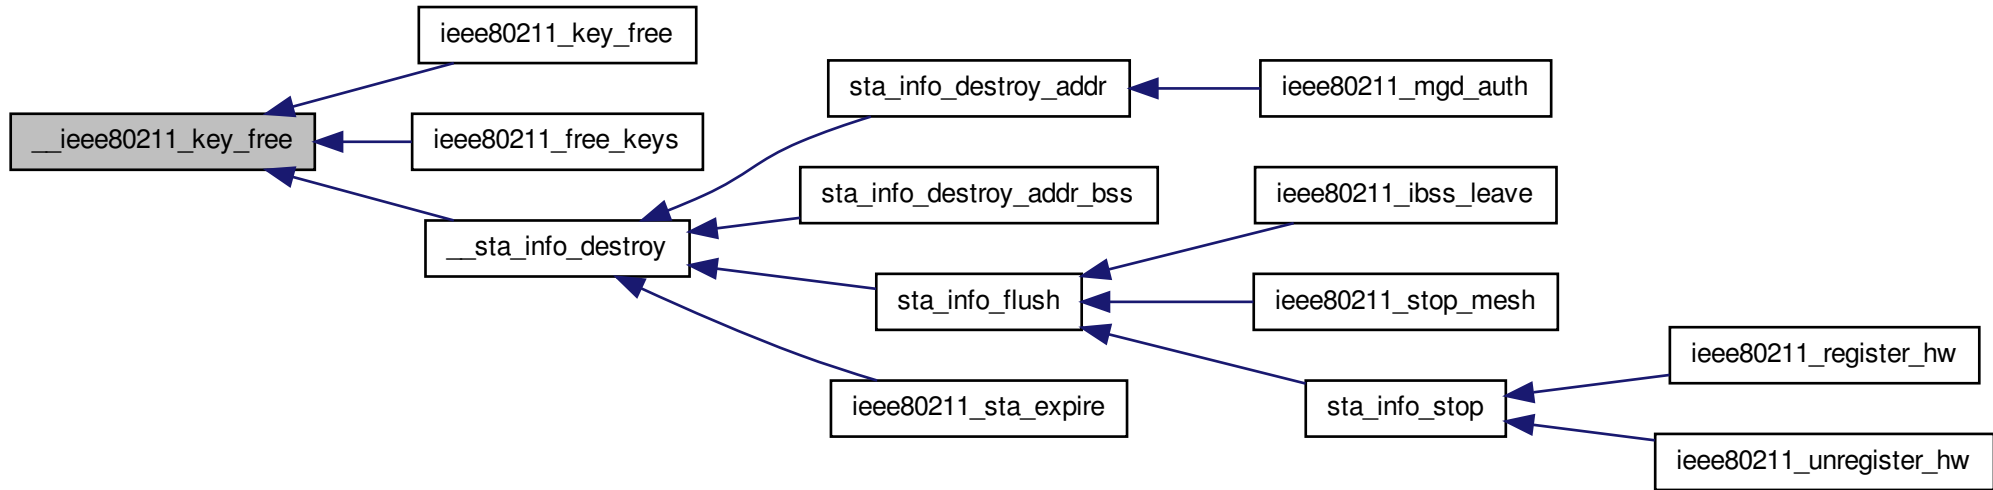 ieee80211_key_free
sta_info_destroy_addr
ieee80211_mgd_auth
__ieee80211_key_free
ieee80211_free_keys
sta_info_destroy_addr_bss
ieee80211_ibss_leave
__sta_info_destroy
sta_info_flush
ieee80211_stop_mesh
ieee80211_register_hw
ieee80211_sta_expire
sta_info_stop
ieee80211_unregister_hw